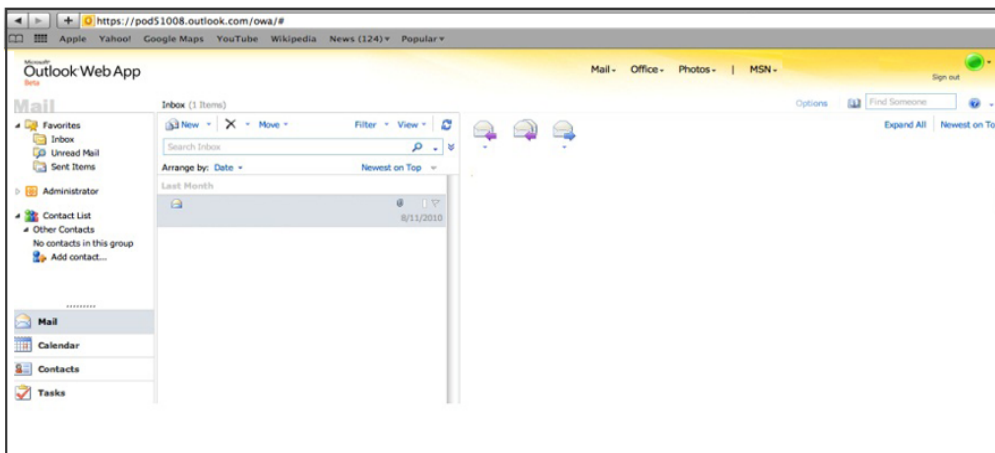 https://pod51008.outlook.com/owa/#
Apple Yahoo! Google Maps YouTube Wikipedia News (124) Popular
Microsoft®
Outlook Web App
Beta
Mail Office Photos | MSN
Sign out
Mail
Inbox (1 Items)
Options
Find Someone
Favorites
Inbox
Unread Mail
Sent Items
Administrator
Contact List
Other Contacts
No contacts in this group
Add contact...
Mail
Calendar
Contacts
Tasks
New Move Filter View
Search Inbox
Arrange by: Date Newest on Top
Last Month
8/11/2010
Expand All Newest on To